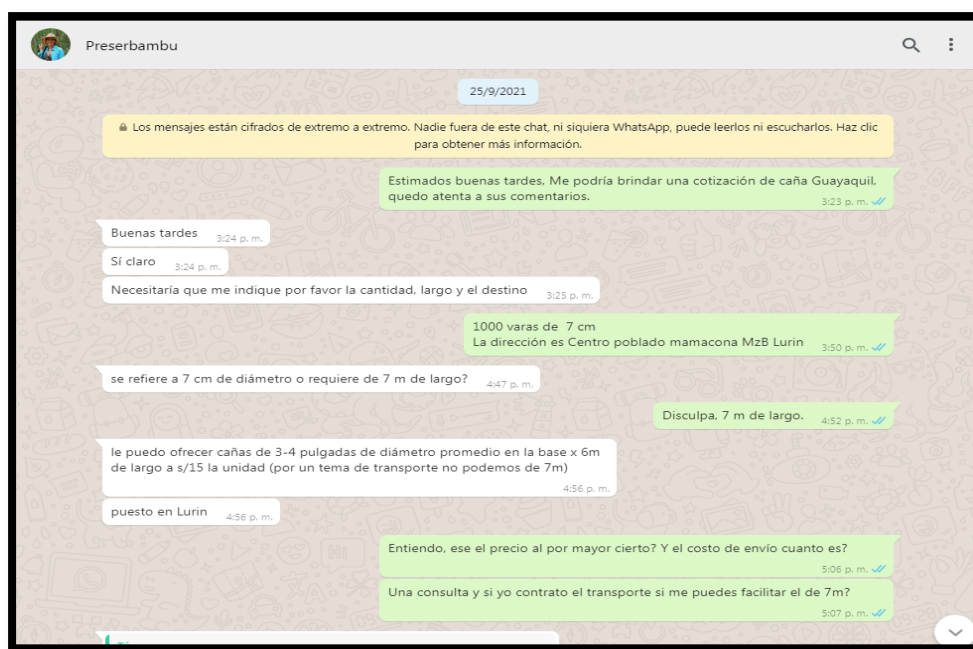 Preserbambu
25/9/2021
Los mensajes están cifrados de extremo a extremo. Nadie fuera de este chat, ni siquiera WhatsApp, puede leerlos ni escucharlos. Haz clic
para obtener más información.
Estimados buenas tardes, Me podría brindar una cotización de caña Guayaquil,
quedo atenta a sus comentarios.
3:23 p. m.
Buenas tardes 3:24 p. m.
Sí claro 3:24 p. m.
Necesitaría que me indique por favor la cantidad, largo y el destino 3:25 p. m.
1000 varas de 7 cm
La dirección es Centro poblado mamacona MzB Lurin 3:50 p. m.
se refiere a 7 cm de diámetro o requiere de 7 m de largo? 4:47 p. m.
Disculpa, 7 m de largo. 4:52 p. m.
le puedo ofrecer cañas de 3-4 pulgadas de diámetro promedio en la base x 6m
de largo a s/15 la unidad (por un tema de transporte no podemos de 7m)
4:56 p. m.
puesto en Lurin 4:56 p. m.
Entiendo, ese el precio al por mayor cierto? Y el costo de envío cuanto es?
5:06 p. m.
Una consulta y si yo contrato el transporte si me puedes facilitar el de 7m?
5:07 p. m.